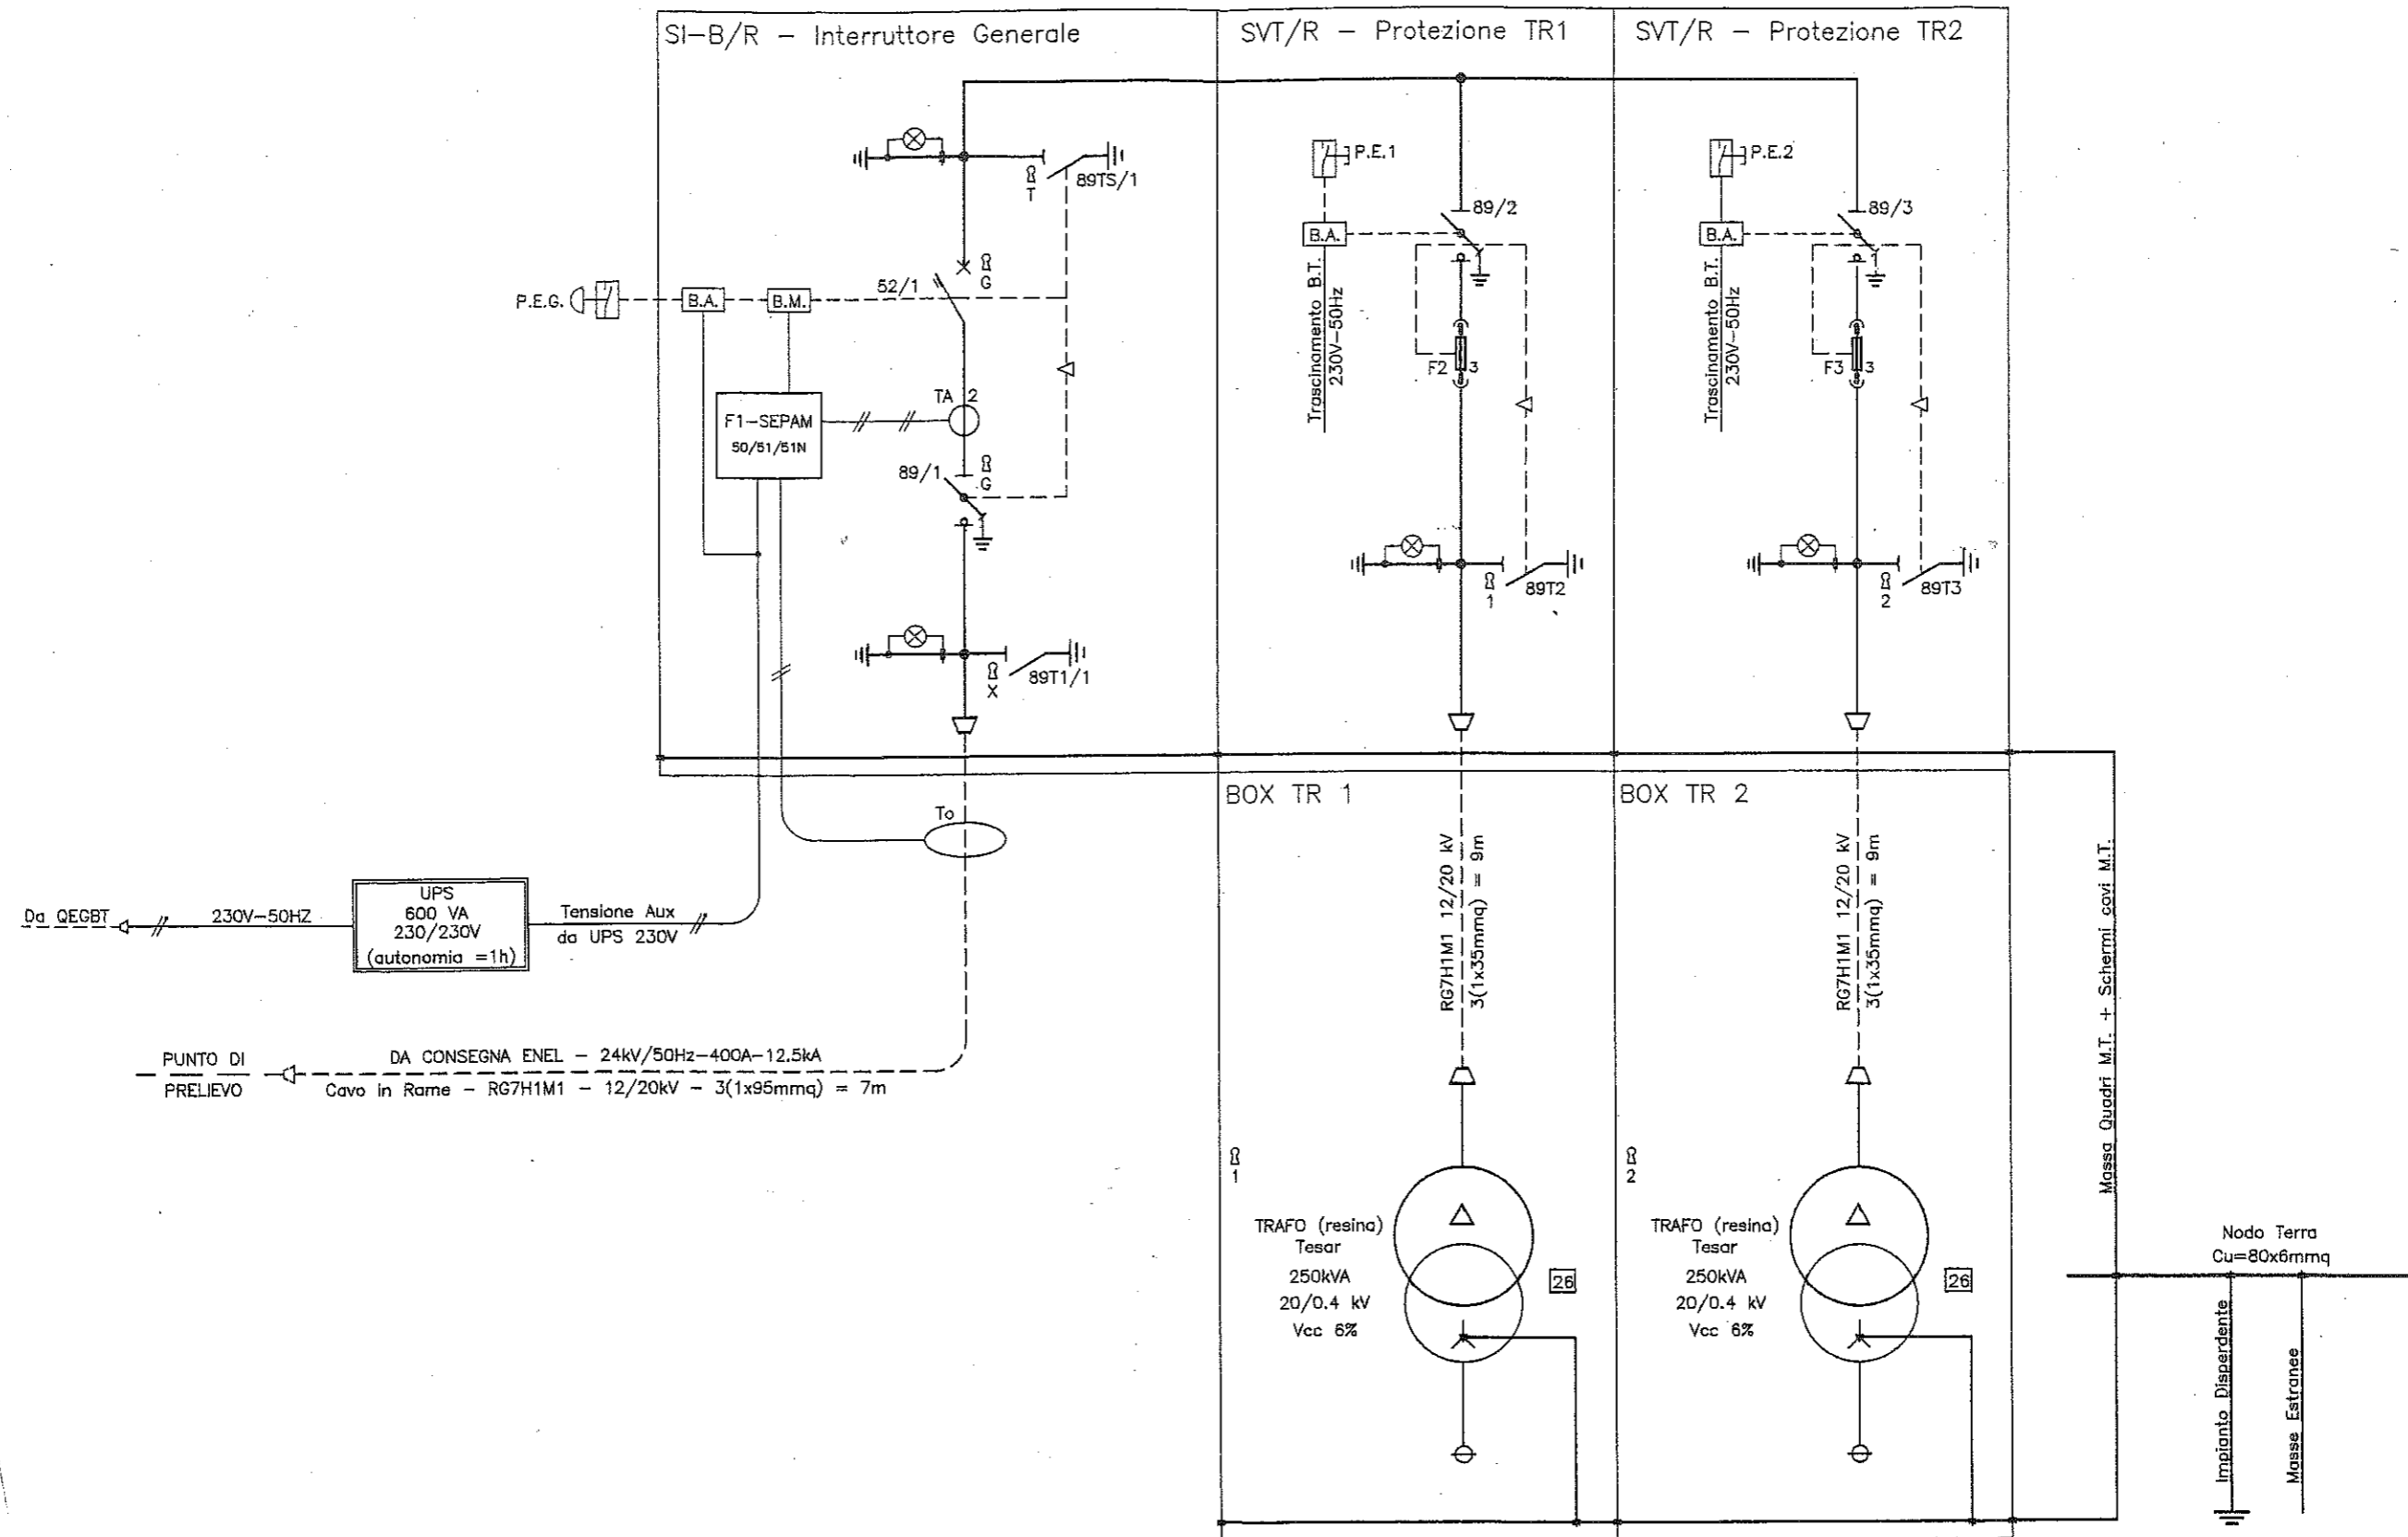 SI-B/R - Interruttore Generale
SVT/R - Protezione TR1
SVT/R - Protezione TR2
T
89TS/1
P.E.1
89/2
B.A.
Trascinamento B.T.
230V-50Hz
F2
3
1
89T2
P.E.2
89/3
B.A.
Trascinamento B.T.
230V-50Hz
F3
3
2
89T3
P.E.G.
B.A.
B.M.
52/1
G
TA
2
F1-SEPAM
50/51/51N
89/1
G
X
89T1/1
To
Da QEGBT
230V-50HZ
UPS
600 VA
230/230V
(autonomia =1h)
Tensione Aux
da UPS 230V
PUNTO DI
PRELIEVO
DA CONSEGNA ENEL - 24kV/50Hz-400A-12.5kA
Cavo in Rame - RG7H1M1 - 12/20kV - 3(1x95mmq) = 7m
BOX TR 1
RG7H1M1 12/20 kV
3(1x35mmq) = 9m
1
TRAFO (resina)
Tesar
250kVA
20/0.4 kV
Vcc 6%
26
BOX TR 2
RG7H1M1 12/20 kV
3(1x35mmq) = 9m
2
TRAFO (resina)
Tesar
250kVA
20/0.4 kV
Vcc 6%
26
Massa Quadri M.T. + Schermi cavi M.T.
Nodo Terra
Cu=80x6mmq
Impianto Disperdente
Masse Estranee